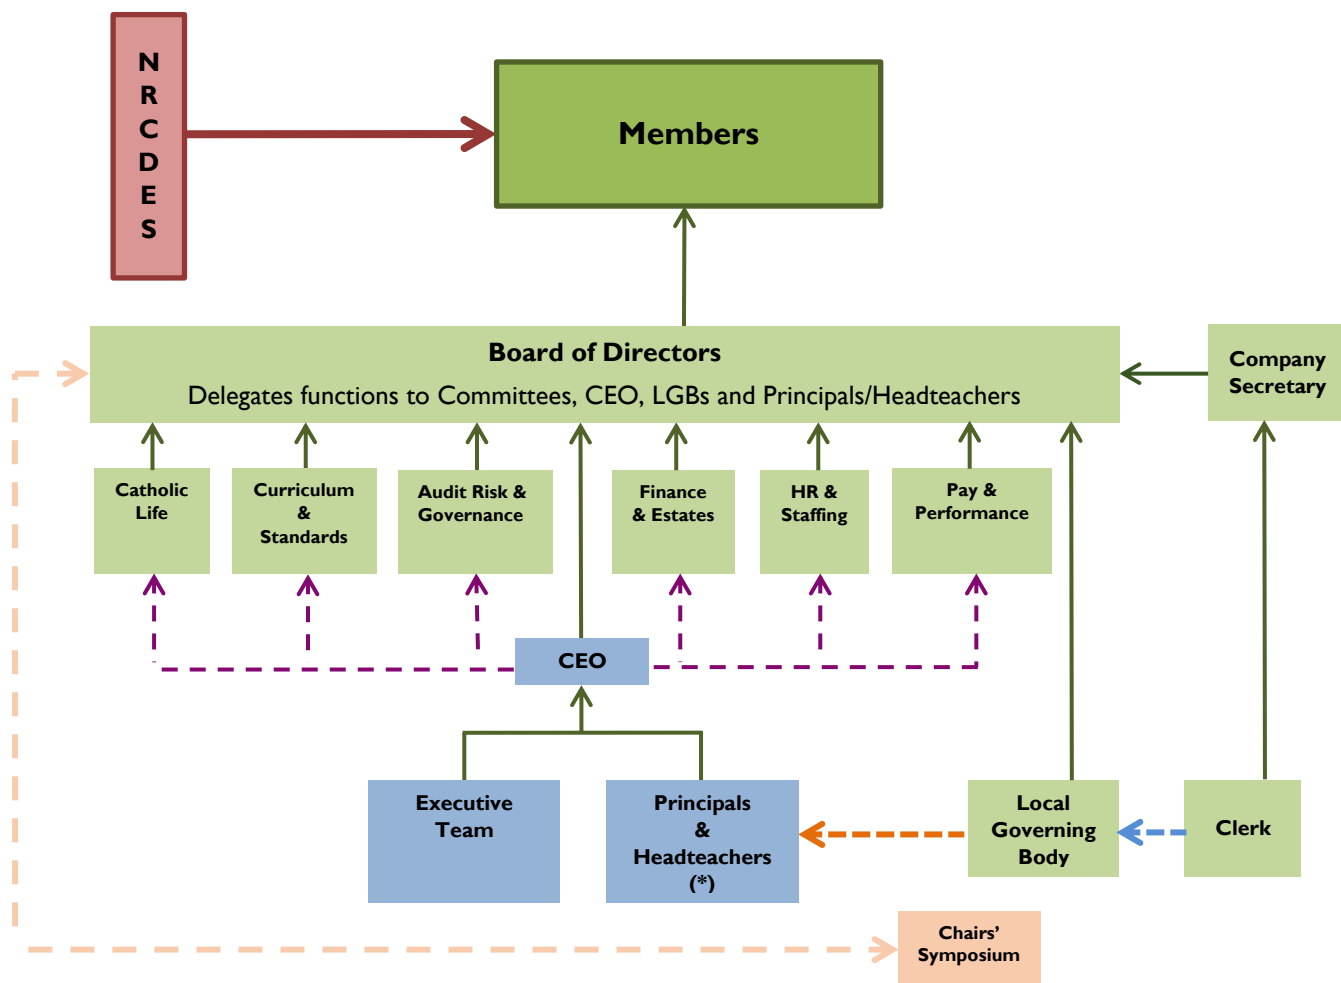 N
R
C
D
E
S
Members
Board of Directors
Delegates functions to Committees, CEO, LGBs and Principals/Headteachers
Company
Secretary
Catholic
Life
Curriculum
&
Standards
Audit Risk &
Governance
Finance
& Estates
HR &
Staffing
Pay &
Performance
CEO
Executive
Team
Principals
&
Headteachers
(*)
Local
Governing
Body
Clerk
Chairs’
Symposium